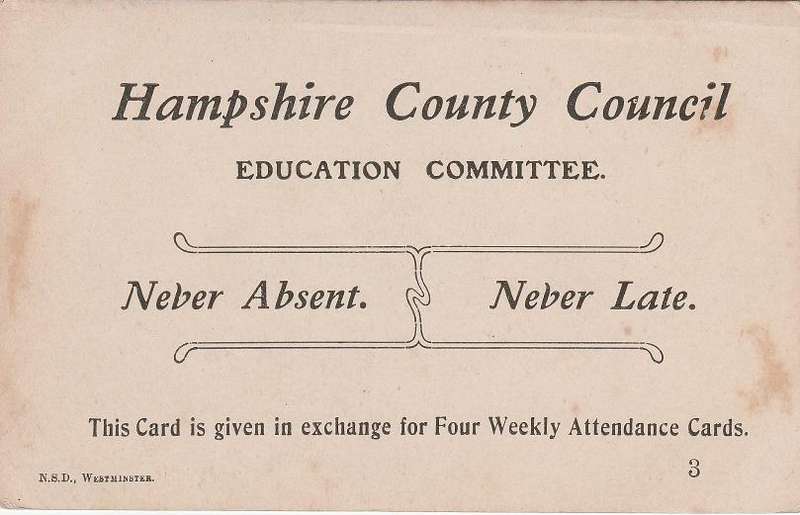 Hampshire County Council
EDUCATION COMMITTEE.
Never Absent. Never Late.
This Card is given in exchange for Four Weekly Attendance Cards.
3
N.S.D., Westminster.